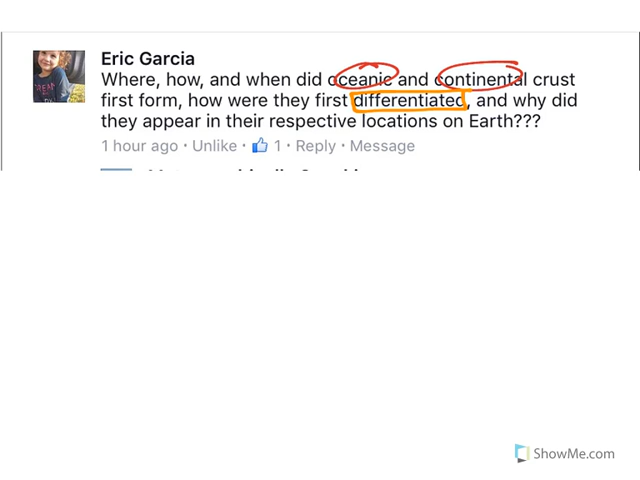 Eric Garcia
Where, how, and when did oceanic and continental crust
first form, how were they first differentiated, and why did
they appear in their respective locations on Earth???
1 hour ago · Unlike · 1 · Reply · Message
ShowMe.com